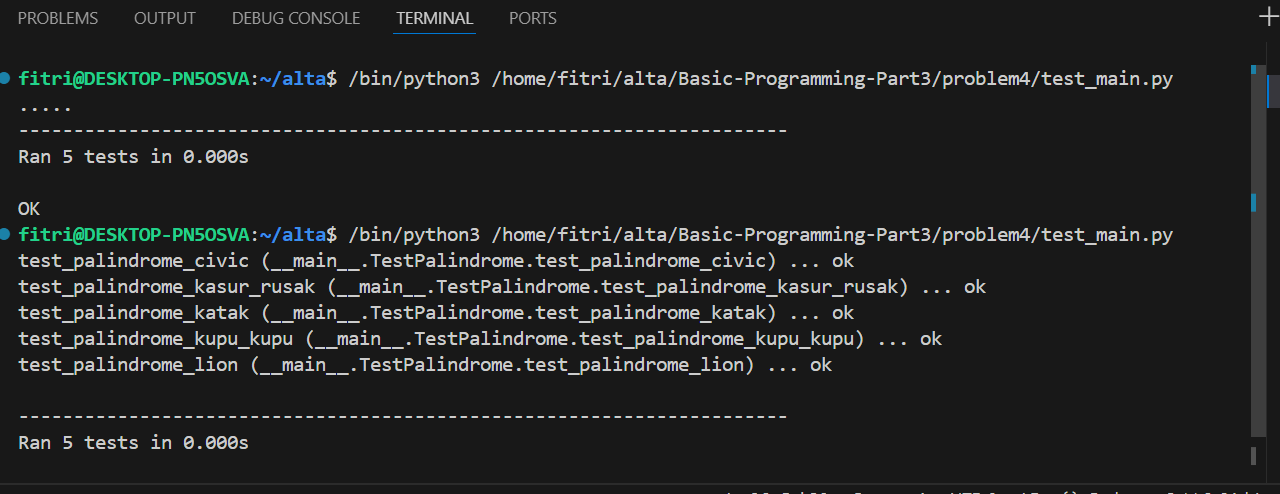 PROBLEMS OUTPUT DEBUG CONSOLE TERMINAL PORTS
fitri@DESKTOP-PN5OSVA:~/alta$ /bin/python3 /home/fitri/alta/Basic-Programming-Part3/problem4/test_main.py
.....
----------------------------------------------------------------------
Ran 5 tests in 0.000s
OK
fitri@DESKTOP-PN5OSVA:~/alta$ /bin/python3 /home/fitri/alta/Basic-Programming-Part3/problem4/test_main.py
test_palindrome_civic (__main__.TestPalindrome.test_palindrome_civic) ... ok
test_palindrome_kasur_rusak (__main__.TestPalindrome.test_palindrome_kasur_rusak) ... ok
test_palindrome_katak (__main__.TestPalindrome.test_palindrome_katak) ... ok
test_palindrome_kupu_kupu (__main__.TestPalindrome.test_palindrome_kupu_kupu) ... ok
test_palindrome_lion (__main__.TestPalindrome.test_palindrome_lion) ... ok
----------------------------------------------------------------------
Ran 5 tests in 0.000s